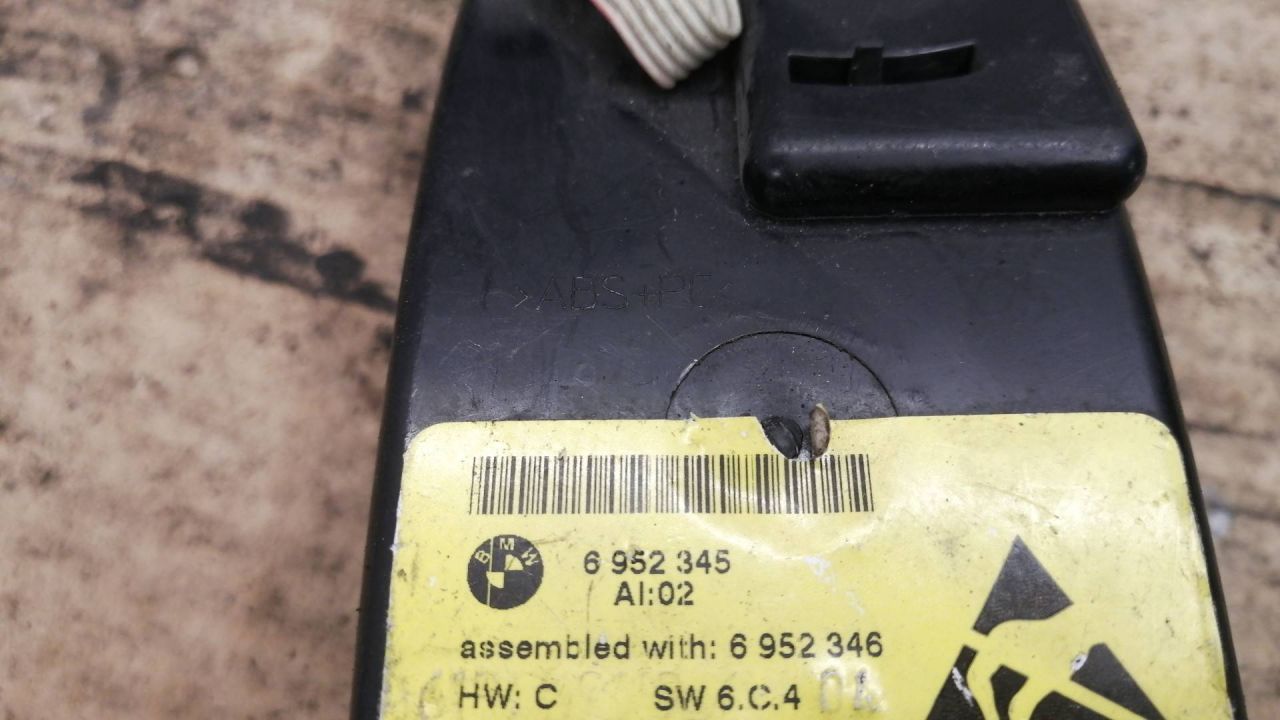 >ABS+PC<
BMW
6 952 345
AI:02
assembled with: 6 952 346
HW: C SW 6.C.4